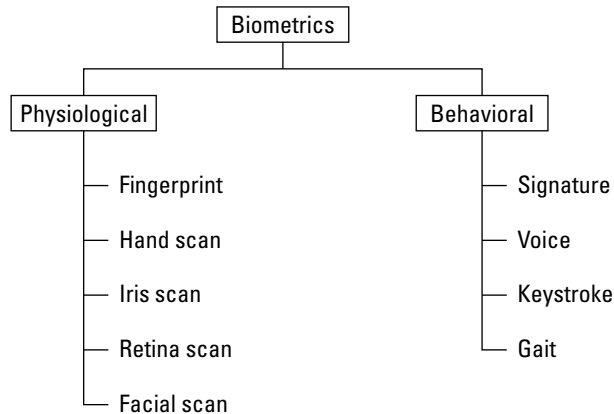 Biometrics
Physiological
Behavioral
Fingerprint
Hand scan
Iris scan
Retina scan
Facial scan
Signature
Voice
Keystroke
Gait